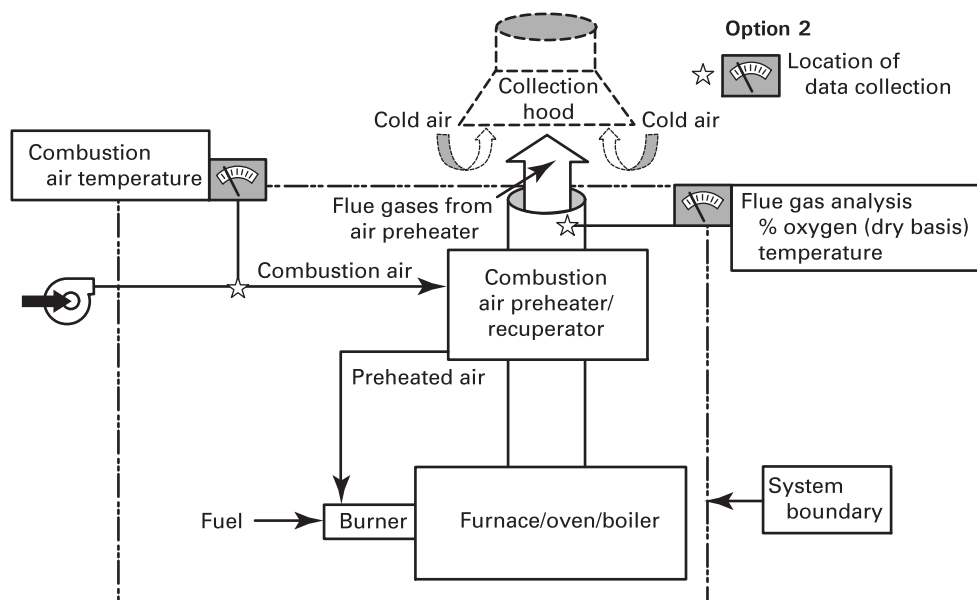 Option 2
Location of
data collection
Collection
hood
Cold air
Cold air
Combustion
air temperature
Flue gases from
air preheater
Flue gas analysis
% oxygen (dry basis)
temperature
Combustion air
Combustion
air preheater/
recuperator
Preheated air
Fuel
Burner
Furnace/oven/boiler
System
boundary